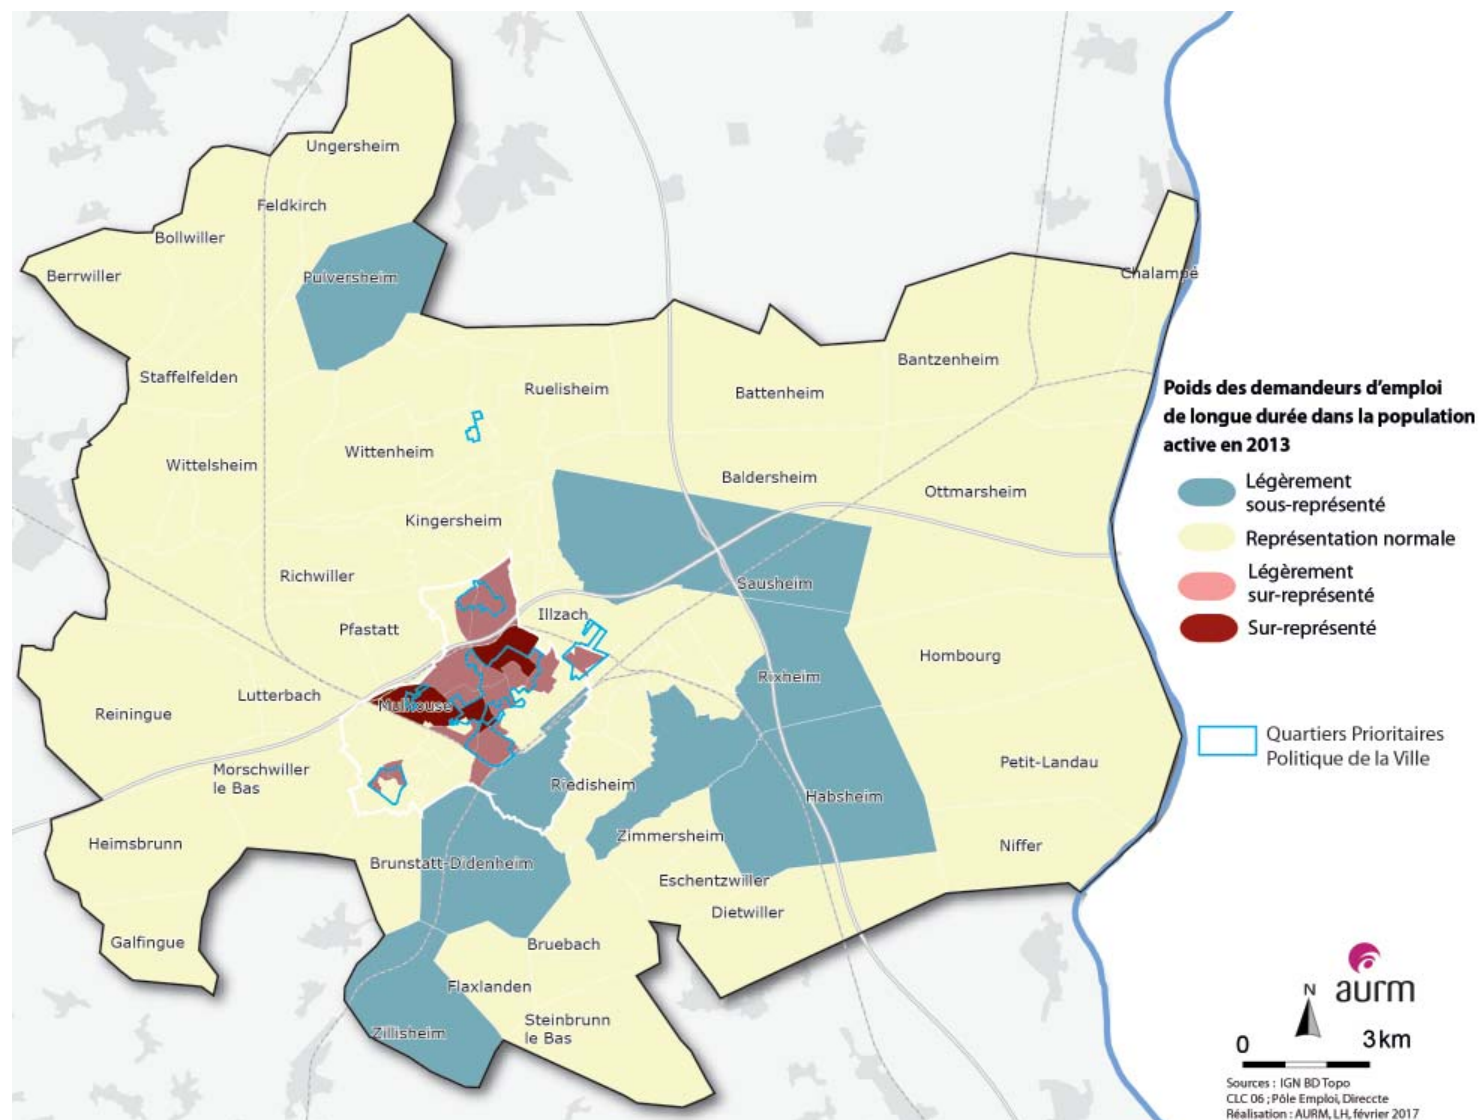 Ungersheim
Feldkirch
Bollwiller
Berrwiller
Pulversheim
Chalampé
Staffelfelden
Ruelisheim
Battenheim
Bantzenheim
Wittenheim
Wittelsheim
Baldersheim
Ottmarsheim
Kingersheim
Richwiller
Sausheim
Illzach
Pfastatt
Hombourg
Rixheim
Lutterbach
Mulhouse
Reiningue
Morschwiller
le Bas
Riedisheim
Petit-Landau
Habsheim
Heimsbrunn
Zimmersheim
Niffer
Brunstatt-Didenheim
Eschentzwiller
Dietwiller
Galfingue
Bruebach
Flaxlanden
Steinbrunn
le Bas
Zillisheim
Poids des demandeurs d’emploi
de longue durée dans la population
active en 2013
Légèrement
sous-représenté
Représentation normale
Légèrement
sur-représenté
Sur-représenté
Quartiers Prioritaires
Politique de la Ville
aurm
N
0 3 km
Sources : IGN BD Topo
CLC 06 ; Pôle Emploi, Direccte
Réalisation : AURM, LH, février 2017